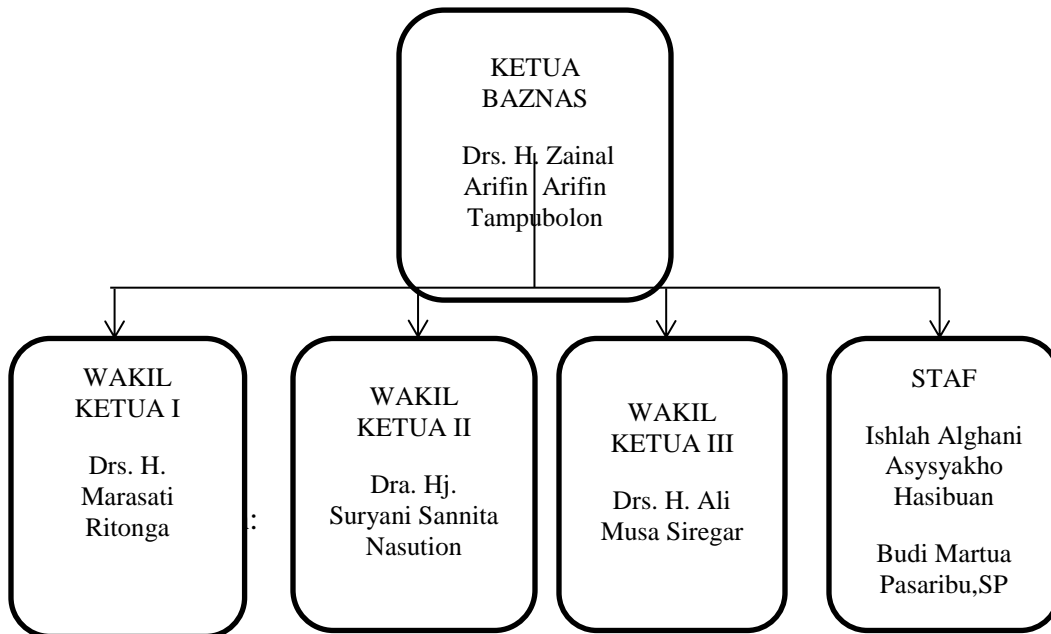 KETUA
BAZNAS
Drs. H. Zainal
Arifin Arifin
Tampubolon
WAKIL
KETUA I
Drs. H.
Marasati
Ritonga
:
WAKIL
KETUA II
Dra. Hj.
Suryani Sannita
Nasution
WAKIL
KETUA III
Drs. H. Ali
Musa Siregar
STAF
Ishlah Alghani
Asysyakho
Hasibuan
Budi Martua
Pasaribu,SP